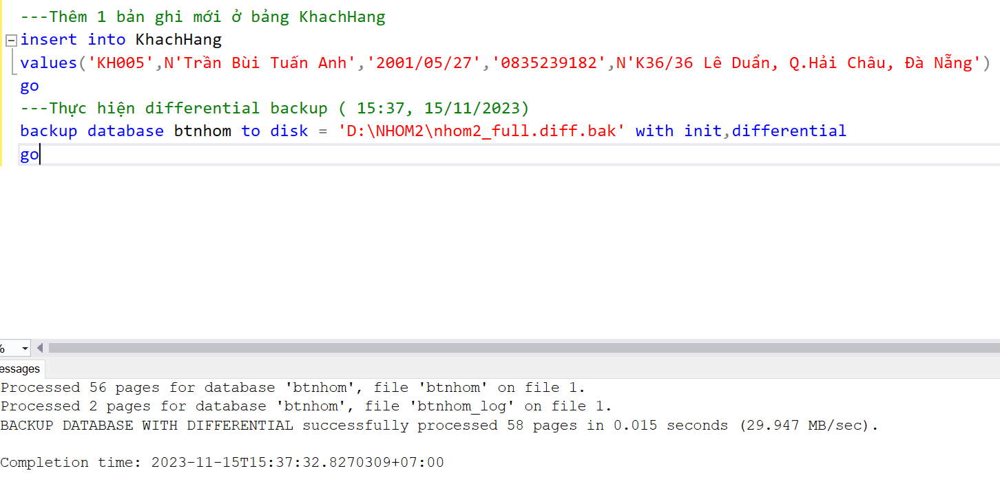 ---Thêm 1 bản ghi mới ở bảng KhachHang
insert into KhachHang
values('KH005',N'Trần Bùi Tuấn Anh','2001/05/27','0835239182',N'K36/36 Lê Duẩn, Q.Hải Châu, Đà Nẵng')
go
---Thực hiện differential backup ( 15:37, 15/11/2023)
backup database btnhom to disk = 'D:\NHOM2\nhom2_full.diff.bak' with init,differential
go
%
essages
Processed 56 pages for database 'btnhom', file 'btnhom' on file 1.
Processed 2 pages for database 'btnhom', file 'btnhom_log' on file 1.
BACKUP DATABASE WITH DIFFERENTIAL successfully processed 58 pages in 0.015 seconds (29.947 MB/sec).
Completion time: 2023-11-15T15:37:32.8270309+07:00